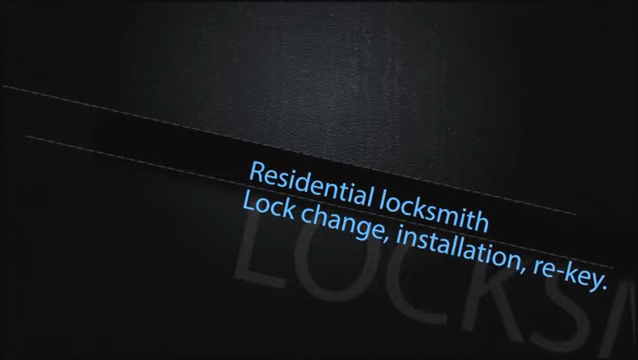 Residential locksmith
Lock change, installation, re-key.
LOCKSM